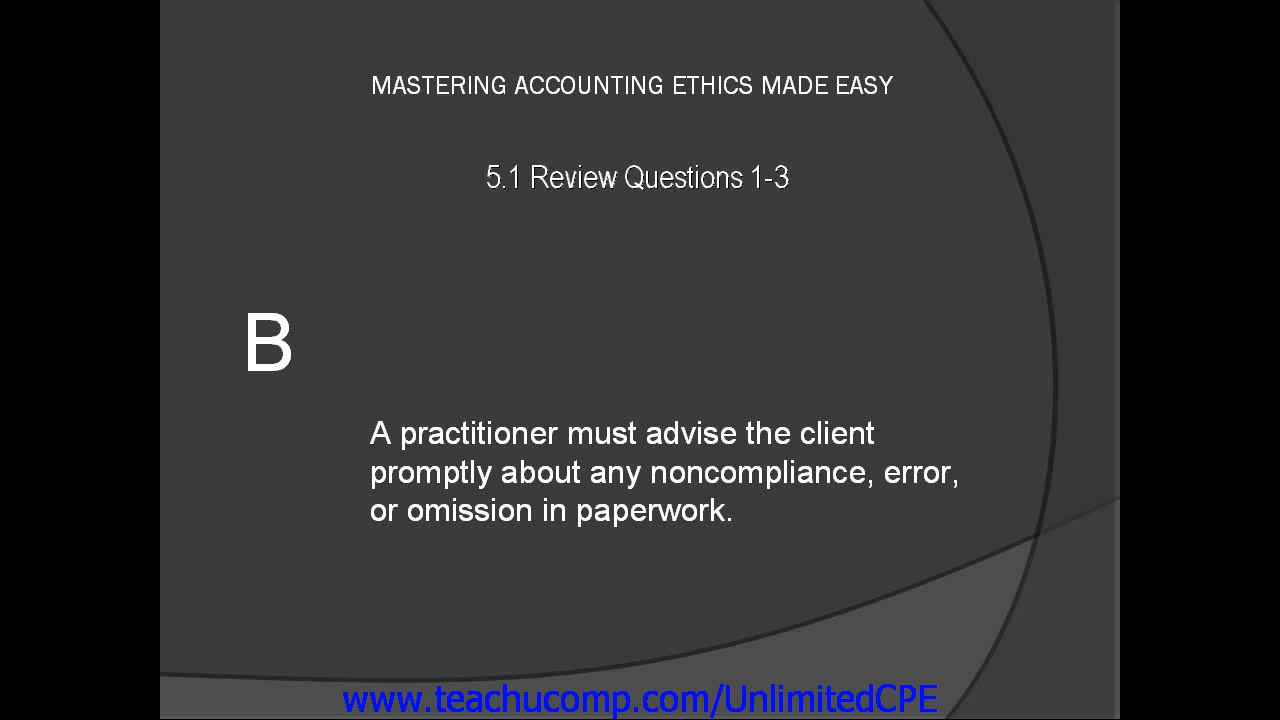 MASTERING ACCOUNTING ETHICS MADE EASY
5.1 Review Questions 1-3
B
A practitioner must advise the client
promptly about any noncompliance, error,
or omission in paperwork.
www.teachucomp.com/UnlimitedCPE